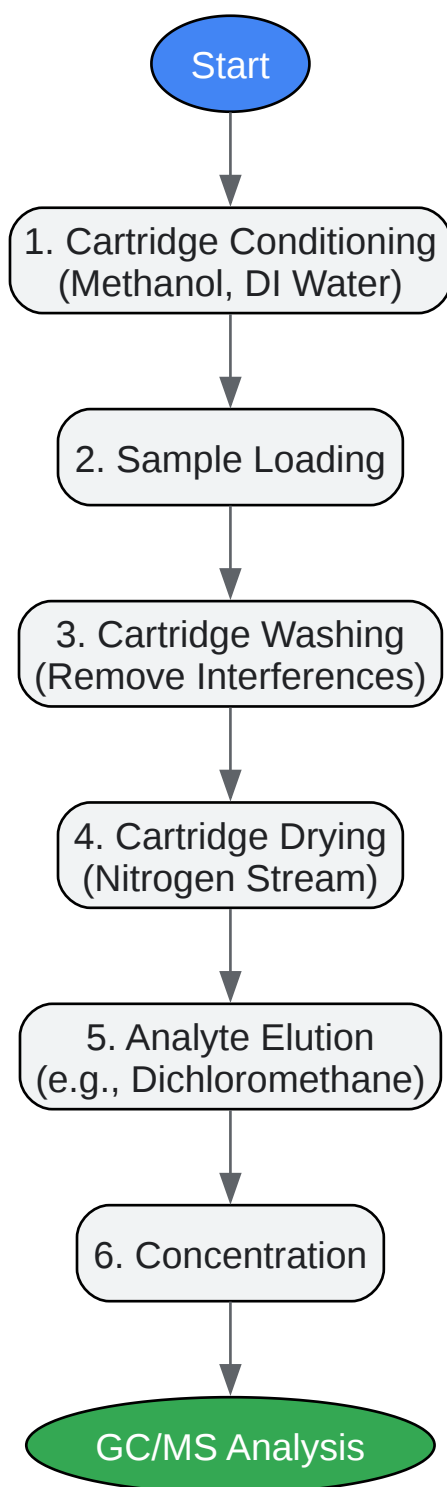 Start
1. Cartridge Conditioning
(Methanol, DI Water)
2. Sample Loading
3. Cartridge Washing
(Remove Interferences)
4. Cartridge Drying
(Nitrogen Stream)
5. Analyte Elution
(e.g., Dichloromethane)
6. Concentration
GC/MS Analysis